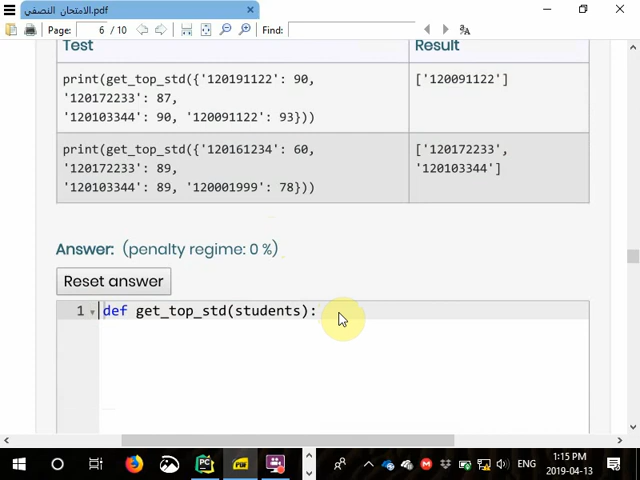 الامتحان النصفي.pdf
Page: 6 / 10 Find:
Test Result
print(get_top_std({'120191122': 90, ['120091122']
'120172233': 87,
'120103344': 90, '120091122': 93}))
print(get_top_std({'120161234': 60, ['120172233',
'120172233': 89, '120103344']
'120103344': 89, '120001999': 78}))
Answer: (penalty regime: 0 %)
Reset answer
1 def get_top_std(students):
ENG 1:15 PM
2019-04-13